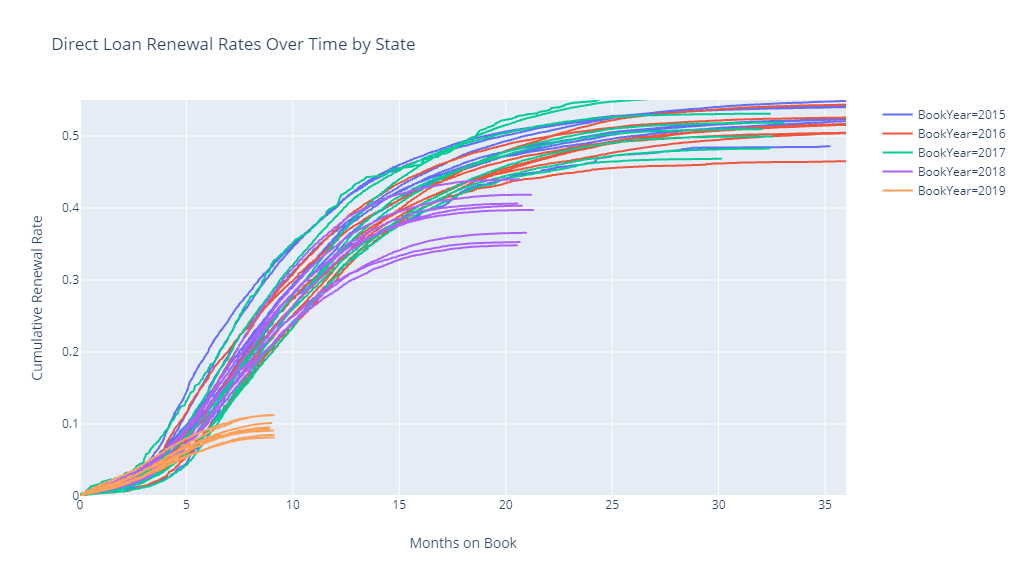 Direct Loan Renewal Rates Over Time by State
BookYear=2015
BookYear=2016
BookYear=2017
BookYear=2018
BookYear=2019
Cumulative Renewal Rate
0.5
0.4
0.3
0.2
0.1
0
0 5 10 15 20 25 30 35
Months on Book